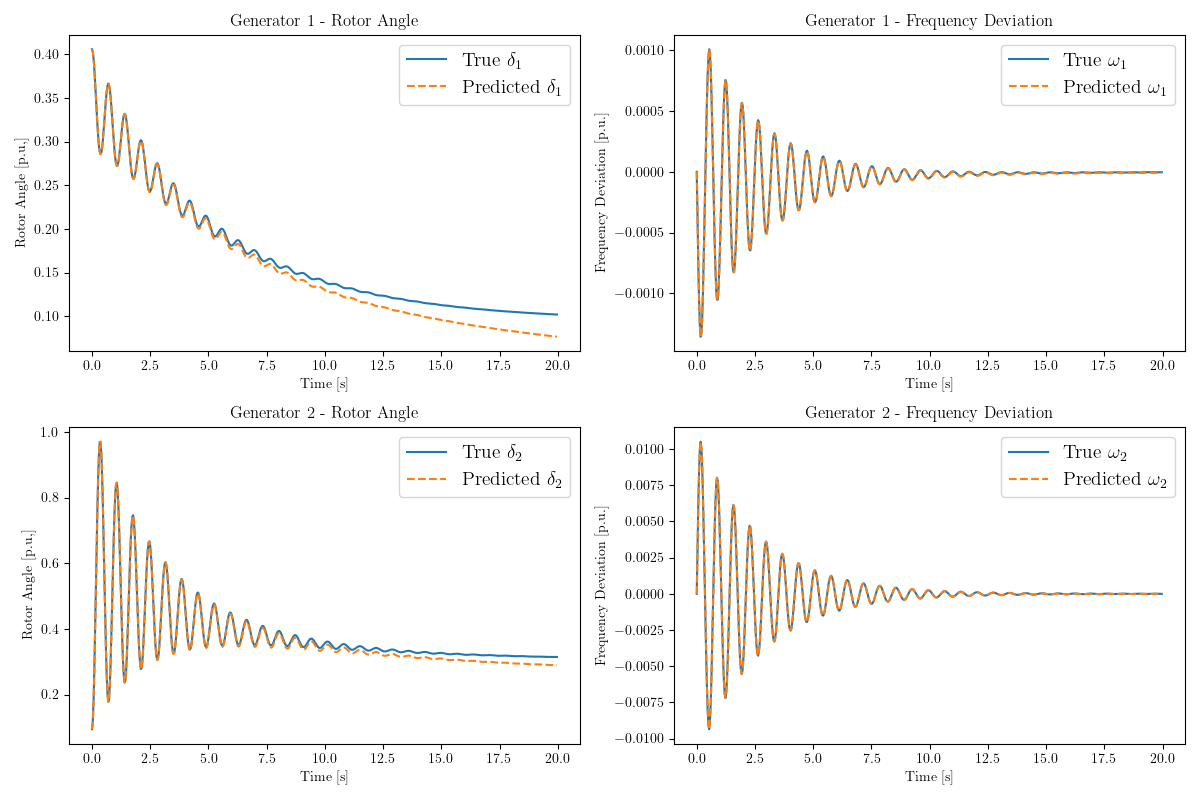 Generator 1 - Rotor Angle
True δ₁
Predicted δ₁
Rotor Angle [p.u.]
0.40
0.35
0.30
0.25
0.20
0.15
0.10
0.0 2.5 5.0 7.5 10.0 12.5 15.0 17.5 20.0
Time [s]
Generator 1 - Frequency Deviation
True ω₁
Predicted ω₁
Frequency Deviation [p.u.]
0.0010
0.0005
0.0000
−0.0005
−0.0010
0.0 2.5 5.0 7.5 10.0 12.5 15.0 17.5 20.0
Time [s]
Generator 2 - Rotor Angle
True δ₂
Predicted δ₂
Rotor Angle [p.u.]
1.0
0.8
0.6
0.4
0.2
0.0 2.5 5.0 7.5 10.0 12.5 15.0 17.5 20.0
Time [s]
Generator 2 - Frequency Deviation
True ω₂
Predicted ω₂
Frequency Deviation [p.u.]
0.0100
0.0075
0.0050
0.0025
0.0000
−0.0025
−0.0050
−0.0075
−0.0100
0.0 2.5 5.0 7.5 10.0 12.5 15.0 17.5 20.0
Time [s]